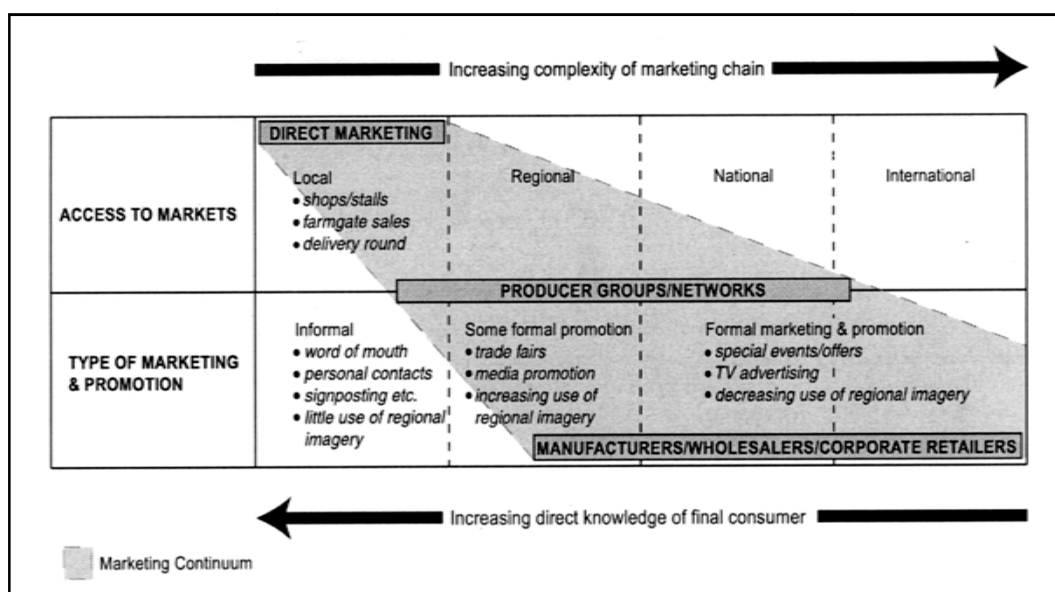 Increasing complexity of marketing chain
DIRECT MARKETING
ACCESS TO MARKETS
Local
• shops/stalls
• farmgate sales
• delivery round
Regional
National
International
PRODUCER GROUPS/NETWORKS
TYPE OF MARKETING
& PROMOTION
Informal
• word of mouth
• personal contacts
• signposting etc.
• little use of regional
imagery
Some formal promotion
• trade fairs
• media promotion
• increasing use of
regional imagery
Formal marketing & promotion
• special events/offers
• TV advertising
• decreasing use of regional imagery
MANUFACTURERS/WHOLESALERS/CORPORATE RETAILERS
Increasing direct knowledge of final consumer
Marketing Continuum